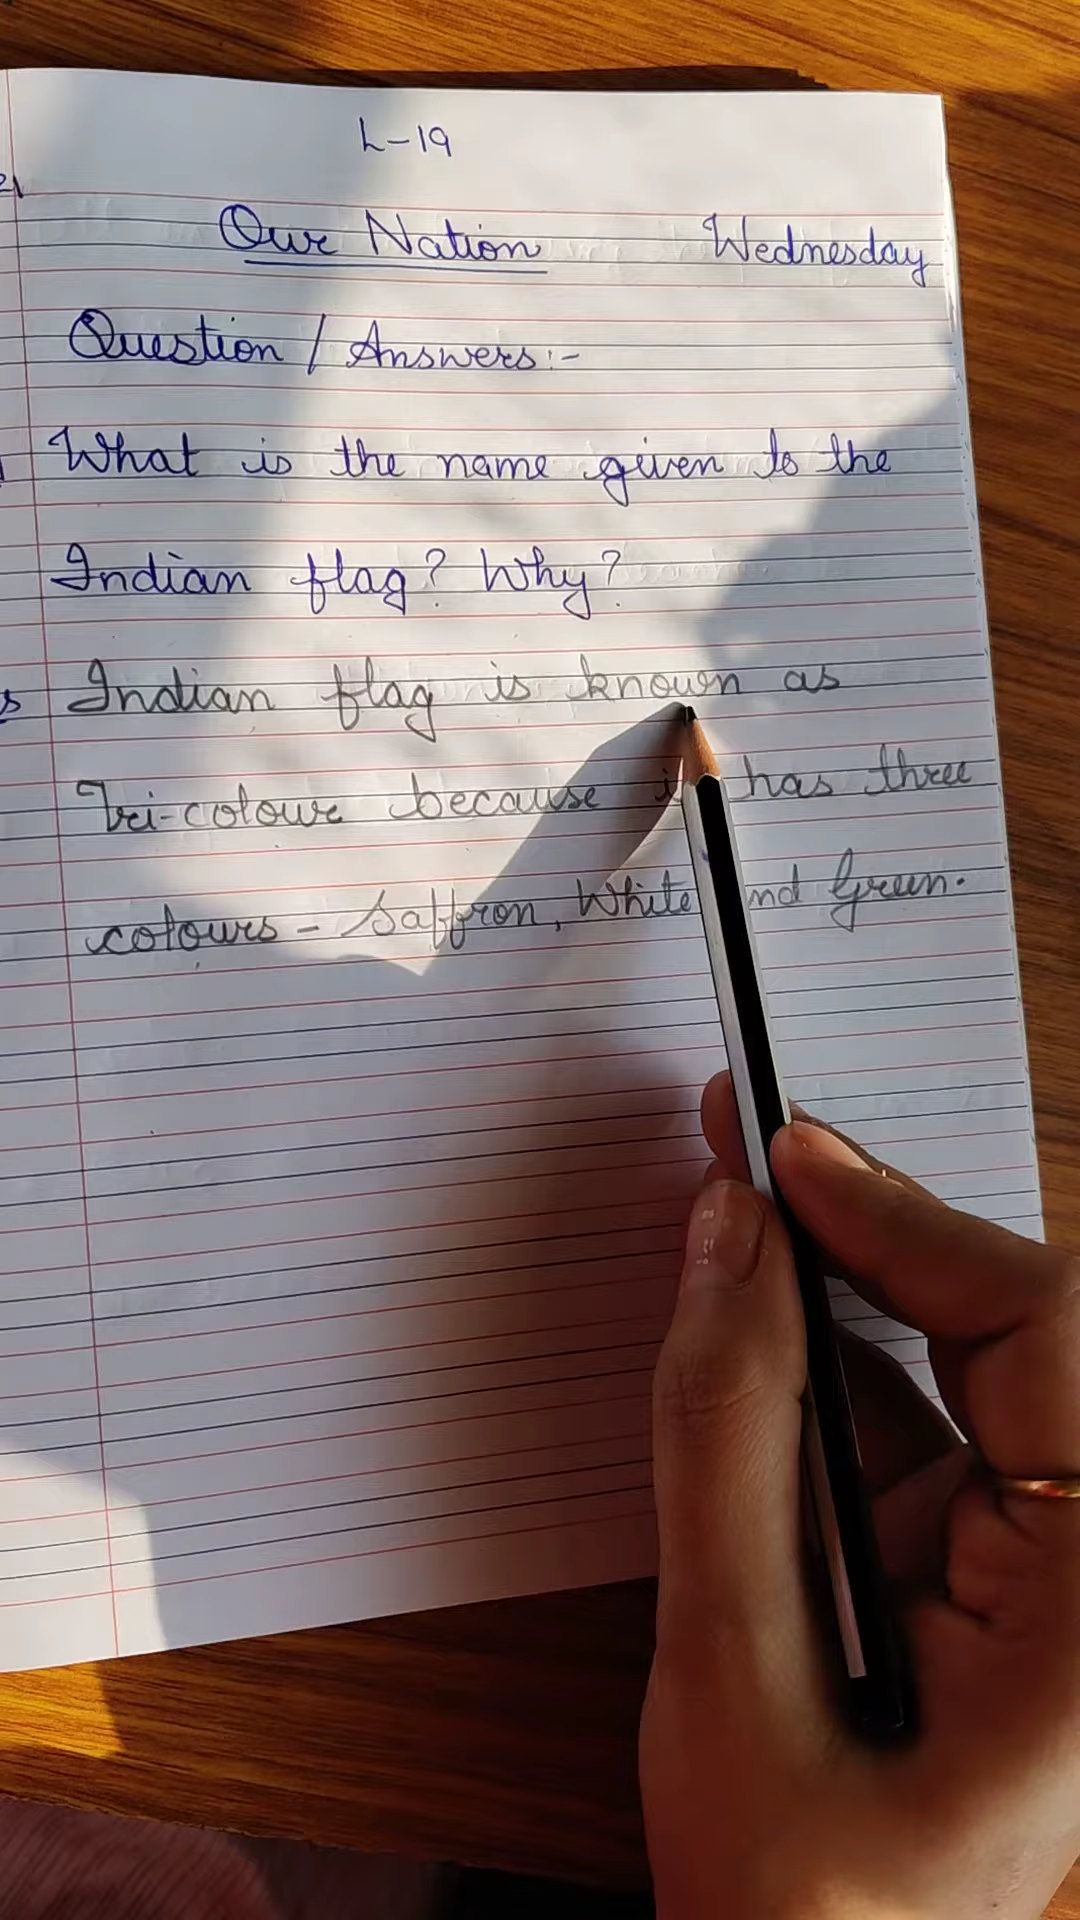 L-19
Our Nation Wednesday
Question / Answers:-
What is the name given to the
Indian flag? Why?
Indian flag is known as
Tri-colour because has three
colours - Saffron, White and Green.